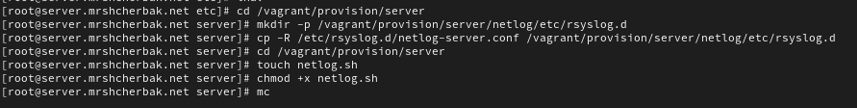 [root@server.mrshcherbak.net etc]# cd /vagrant/provision/server
[root@server.mrshcherbak.net server]# mkdir -p /vagrant/provision/server/netlog/etc/rsyslog.d
[root@server.mrshcherbak.net server]# cp -R /etc/rsyslog.d/netlog-server.conf /vagrant/provision/server/netlog/etc/rsyslog.d
[root@server.mrshcherbak.net server]# cd /vagrant/provision/server
[root@server.mrshcherbak.net server]# touch netlog.sh
[root@server.mrshcherbak.net server]# chmod +x netlog.sh
[root@server.mrshcherbak.net server]# mc